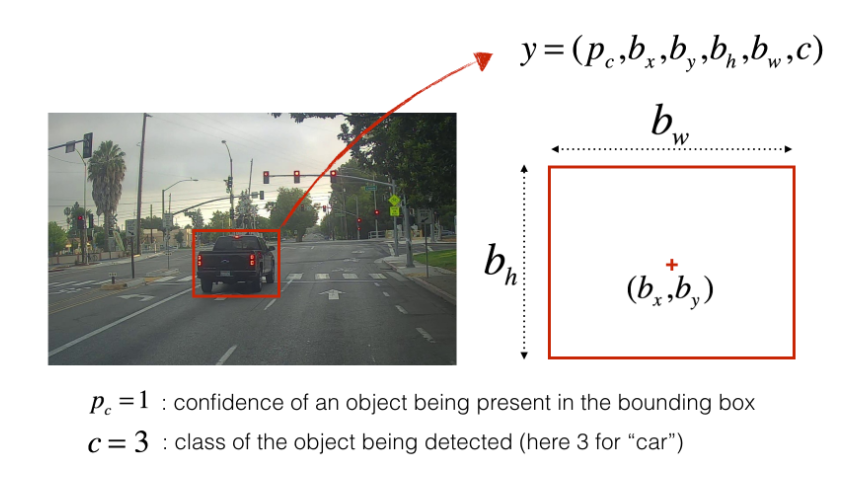 y = (p_c, b_x, b_y, b_h, b_w, c)
b_w
b_h
(b_x, b_y)
p_c = 1 : confidence of an object being present in the bounding box
c = 3 : class of the object being detected (here 3 for “car”)